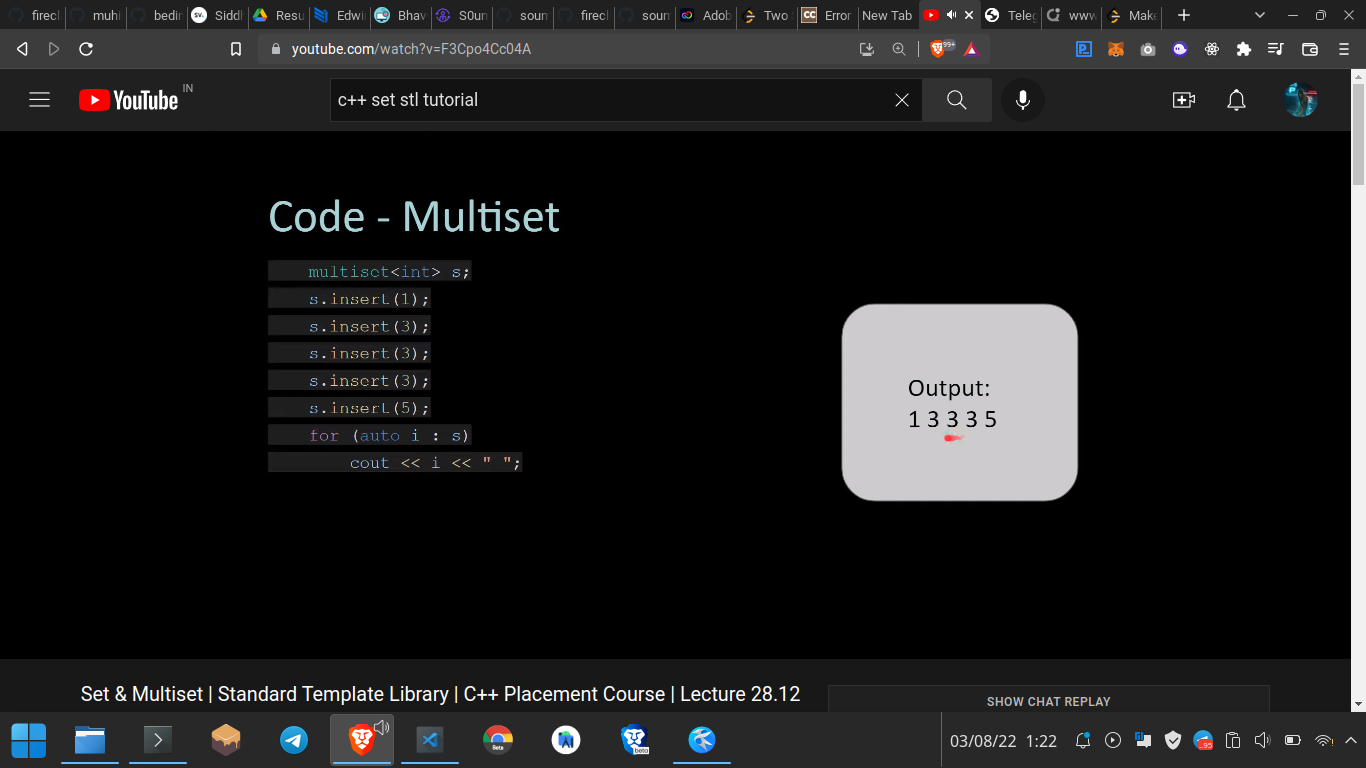 firecl
muhi
bedir
Siddh
Resu
Edwi
Bhav
S0un
soun
firecl
soun
Adob
Two S
CC Error
New Tab
Teleg
www
Make
youtube.com/watch?v=F3Cpo4Cc04A
99+
YouTube IN
c++ set stl tutorial
Code - Multiset
multiset<int> s;
s.insert(1);
s.insert(3);
s.insert(3);
s.insert(3);
s.insert(5);
for (auto i : s)
cout << i << " ";
Output:
1 3 3 3 5
Set & Multiset | Standard Template Library | C++ Placement Course | Lecture 28.12
SHOW CHAT REPLAY
Beta
beta
03/08/22 1:22
95